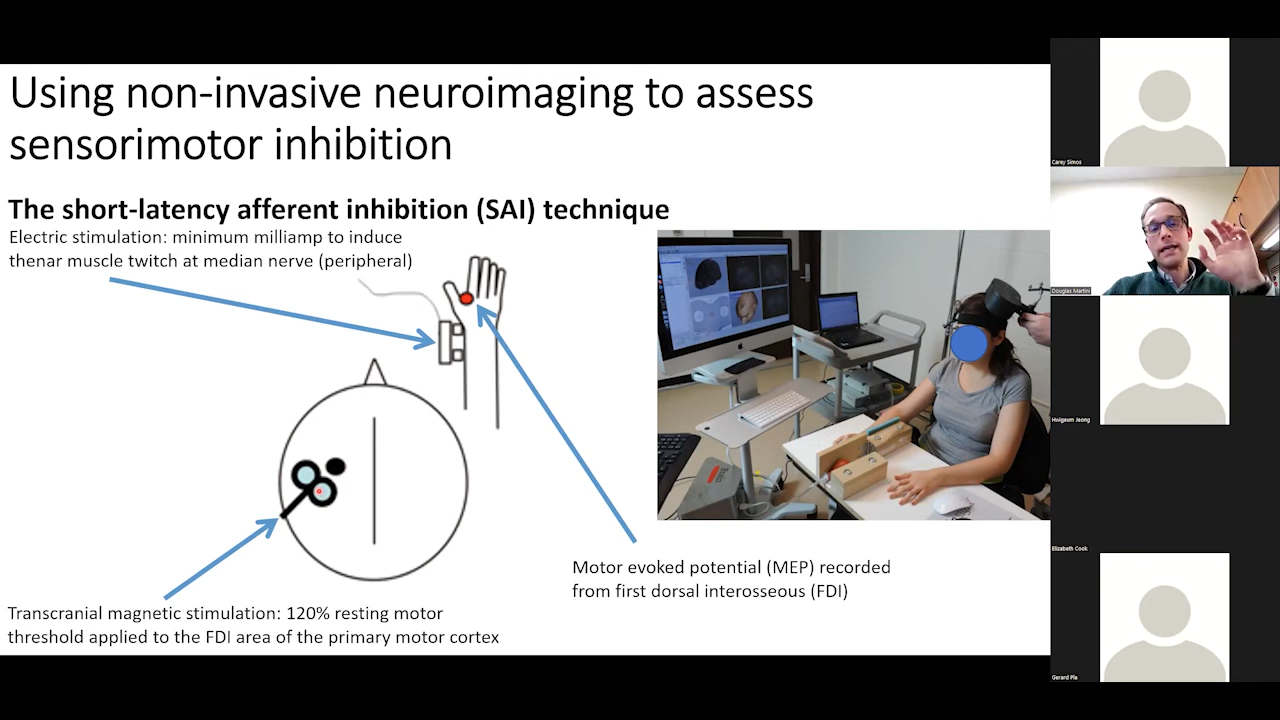 Using non-invasive neuroimaging to assess
sensorimotor inhibition
The short-latency afferent inhibition (SAI) technique
Electric stimulation: minimum milliamp to induce
thenar muscle twitch at median nerve (peripheral)
Motor evoked potential (MEP) recorded
from first dorsal interosseous (FDI)
Transcranial magnetic stimulation: 120% resting motor
threshold applied to the FDI area of the primary motor cortex
Carey Simos
Douglas Martini
Hwigeum Jeong
Elizabeth Cook
Gerard Pla